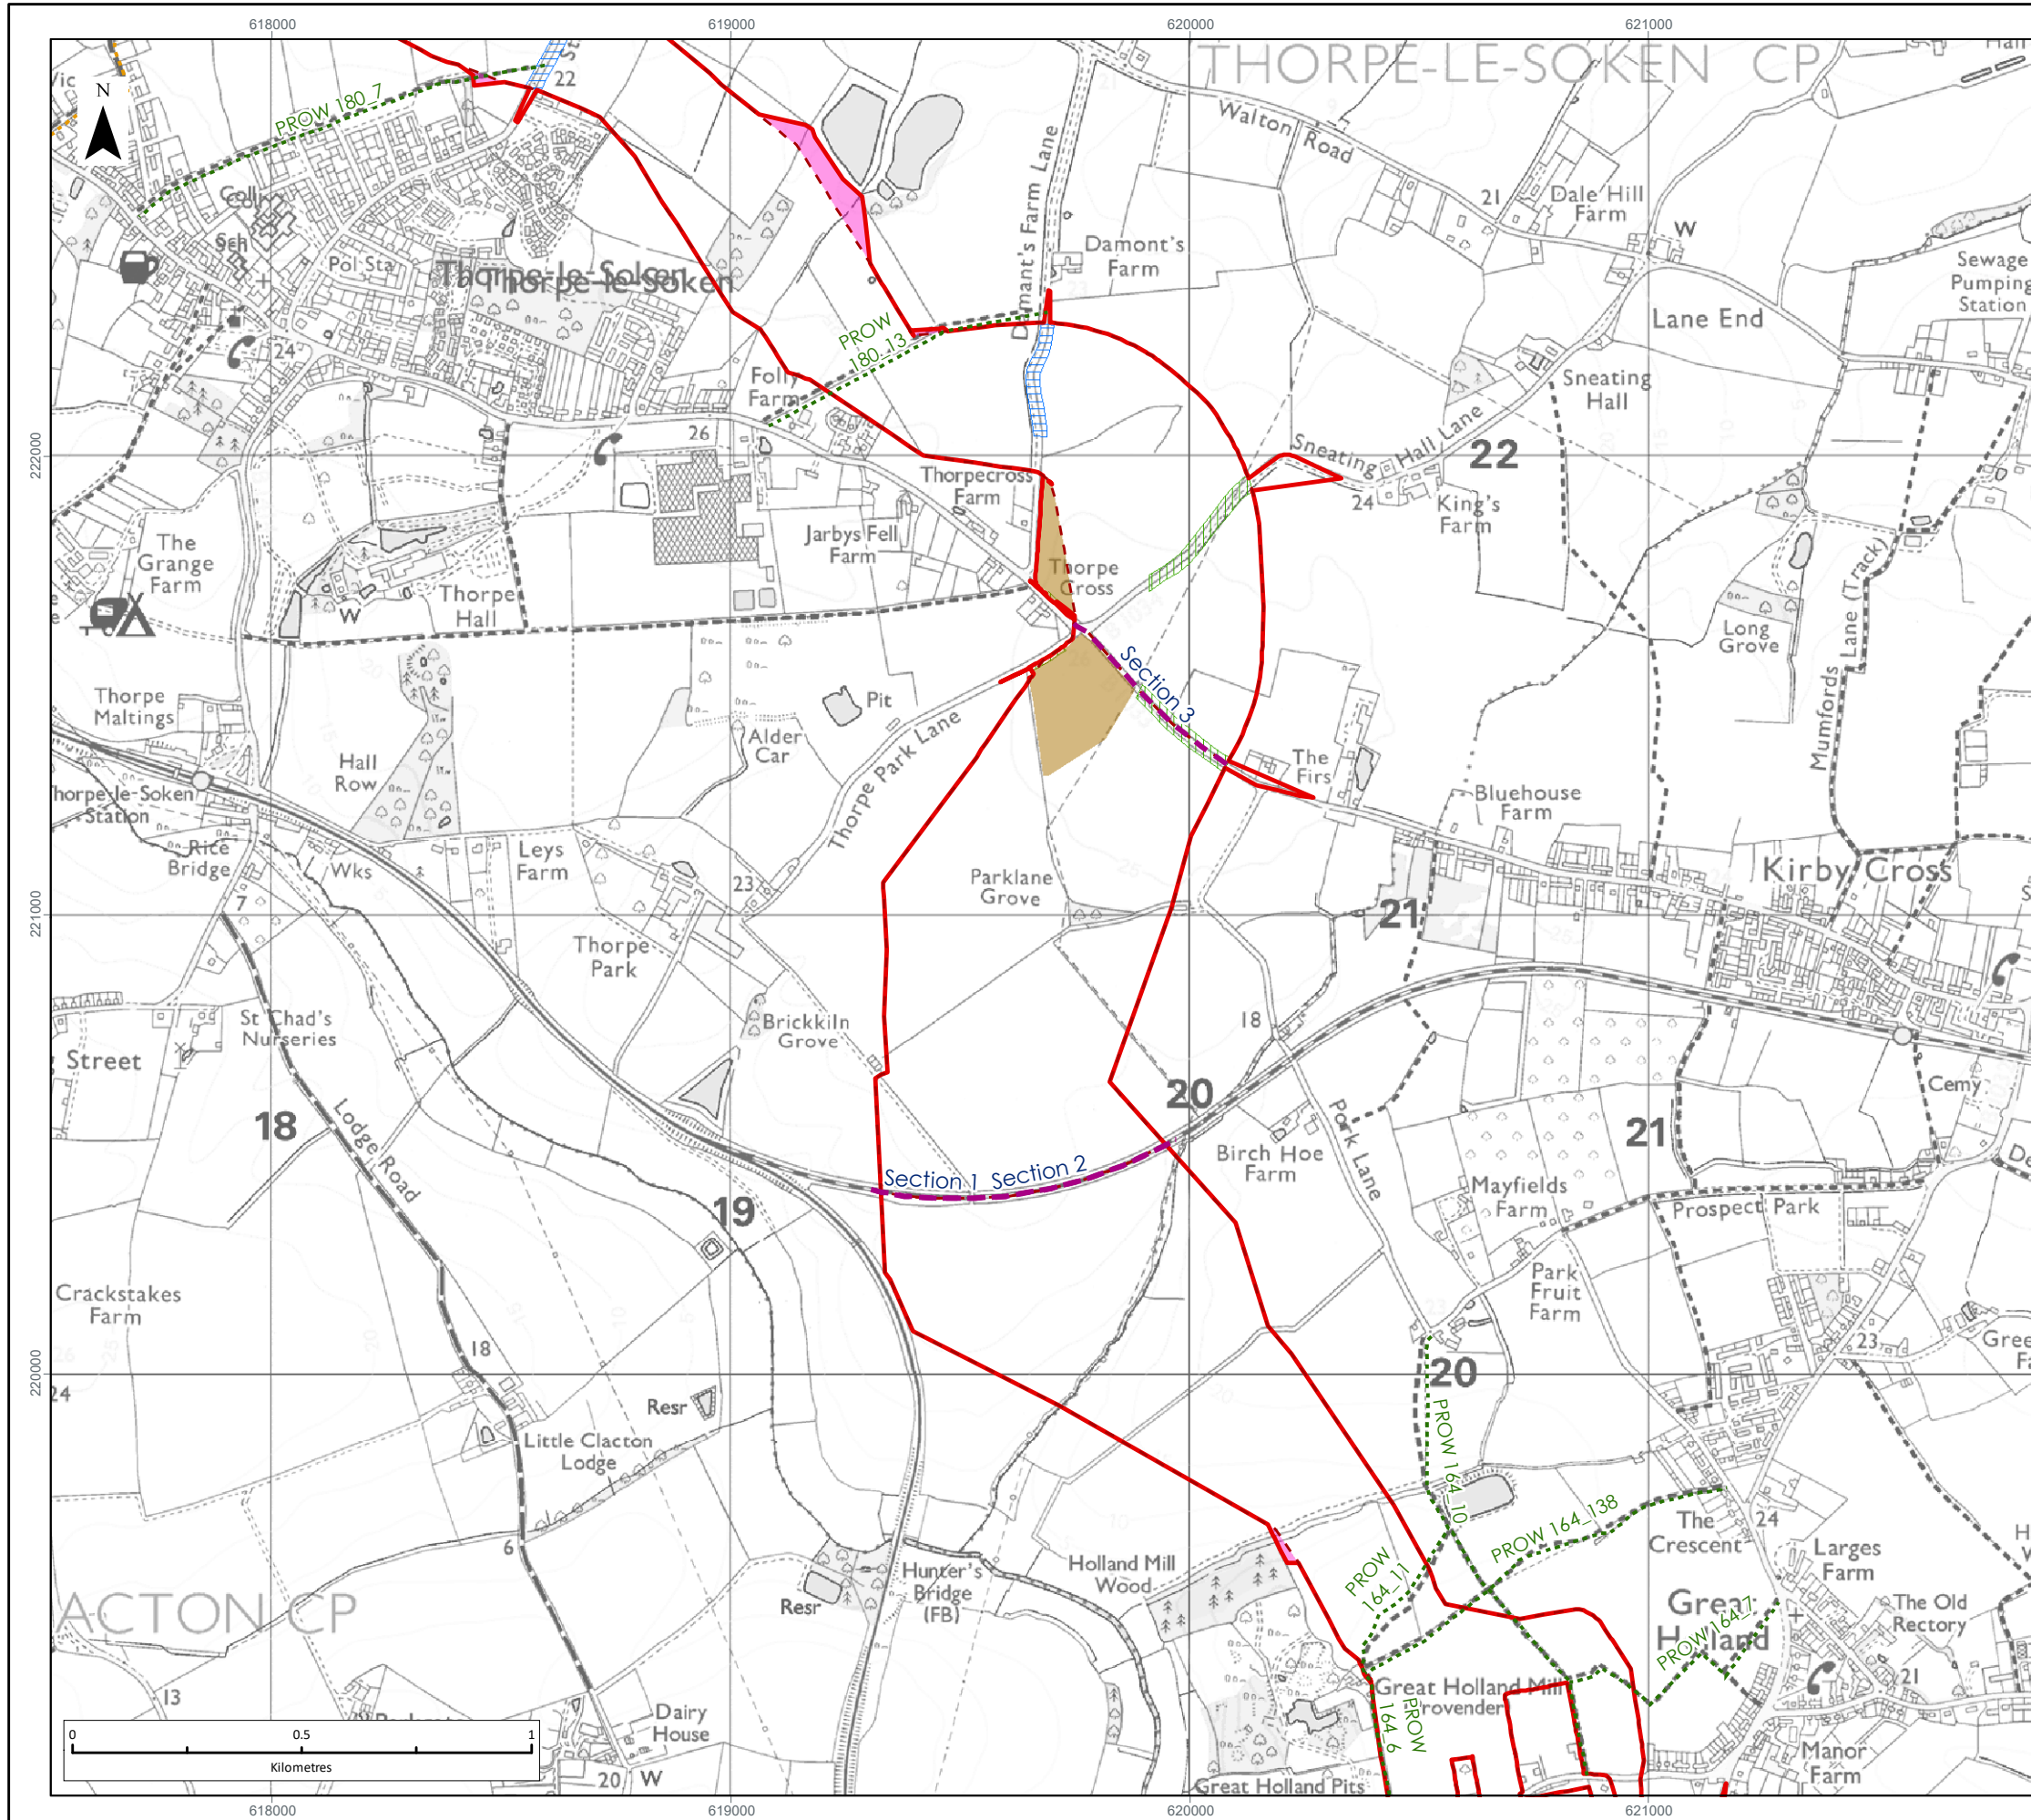 618000
619000
620000
621000
THORPE-LE-SOKEN CP
Vic
N
22
PROW 180_7
Walton Road
21
Dale Hill
Farm
W
Coll
Sch
Pol Sta
Thorpe-le-Soken
Thorpe-le-Soken
Damant's Farm Lane
Damont's
Farm
23
Sewage
Pumping
Station
Lane End
PROW
180_13
24
Folly
Farm
Sneating
Hall
26
222000
Sneating Hall Lane
22
Thorpecross
Farm
24
King's
Farm
Jarbys Fell
Farm
The
Grange
Farm
Thorpe
Cross
Thorpe
Hall
W
Long
Grove
Mumfords Lane (Track)
Section 3
Thorpe
Maltings
Pit
Alder
Car
Hall
Row
Thorpe Park Lane
The
Firs
Thorpe-le-Soken
Station
Bluehouse
Farm
Rice
Bridge
Wks
Leys
Farm
Parklane
Grove
Kirby Cross
23
7
221000
21
Thorpe
Park
St Chad's
Nurseries
Brickkiln
Grove
18
Street
20
Cemy
18
Lodge Road
21
Park Lane
Birch Hoe
Farm
Section 1
Section 2
19
Mayfields
Farm
Prospect Park
Crackstakes
Farm
Park
Fruit
Farm
23
23
18
220000
24
20
Resr
Little Clacton
Lodge
PROW 164_10
PROW 164_138
The
Crescent
24
6
Hunter's
Bridge
(FB)
Holland Mill
Wood
PROW
164_11
Larges
Farm
ACTON CP
Resr
Great
Holland
PROW 164_7
The Old
Rectory
21
13
Great Holland Mill
Provender
PROW
164_6
Dairy
House
0
0.5
1
Kilometres
20
W
Great Holland Pits
Manor
Farm
618000
619000
620000
621000